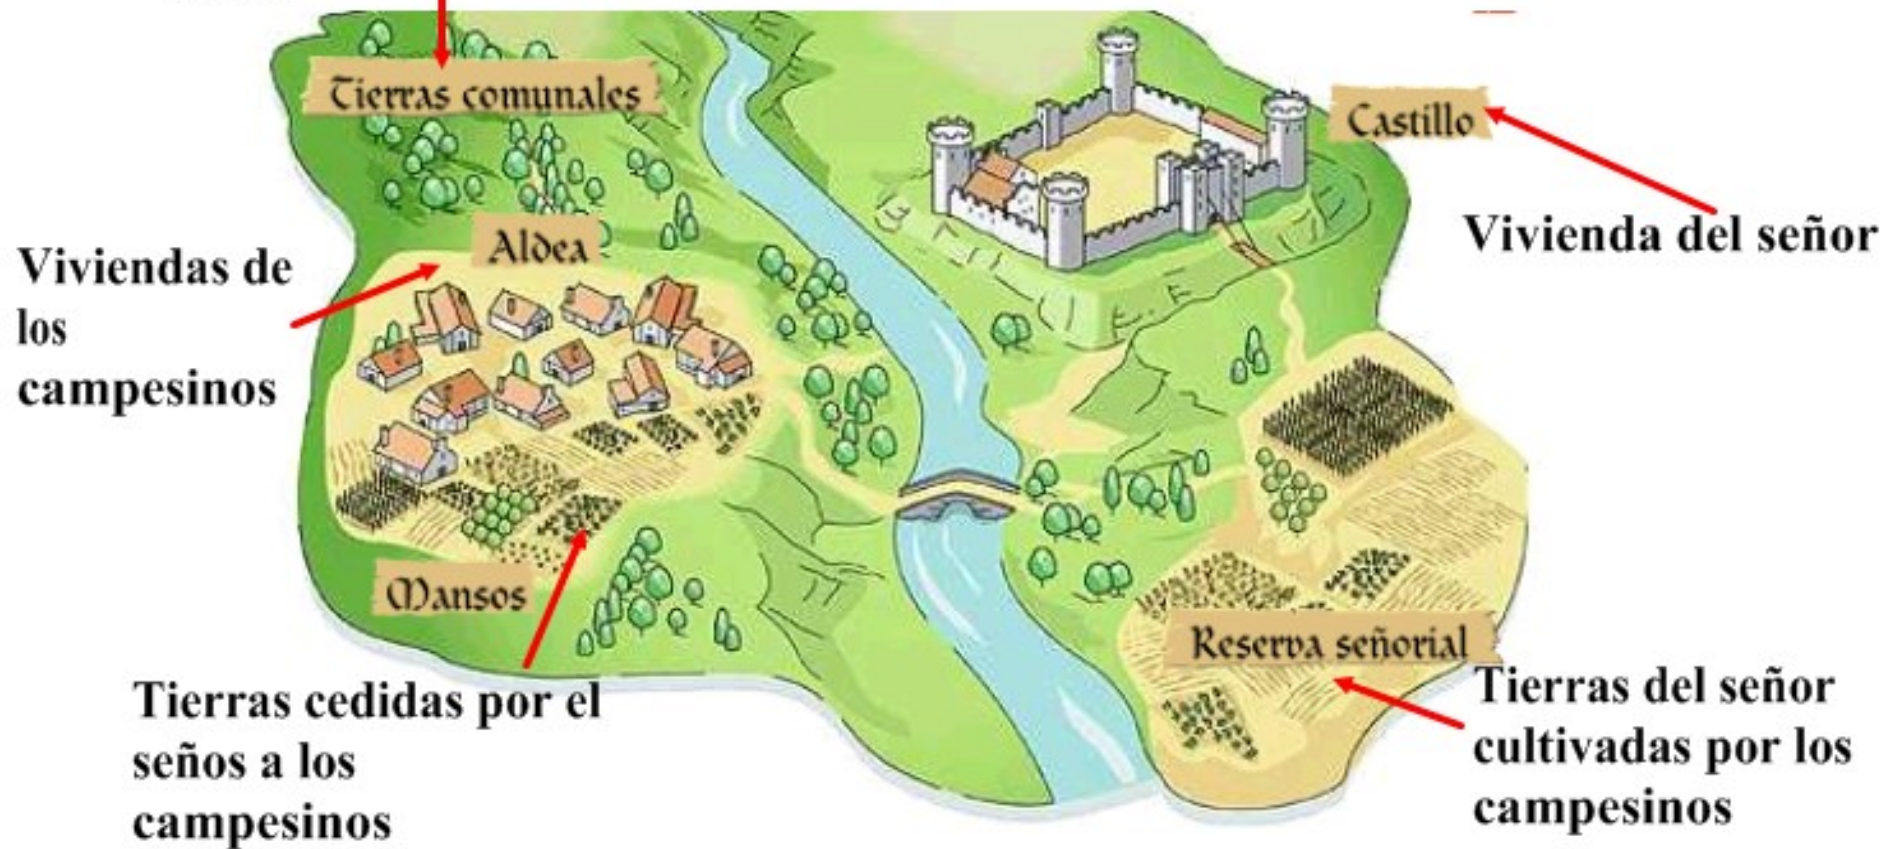 Tierras comunales
Castillo
Vivienda del señor
Aldea
Viviendas de
los
campesinos
Mansos
Tierras cedidas por el
seños a los
campesinos
Reserva señorial
Tierras del señor
cultivadas por los
campesinos